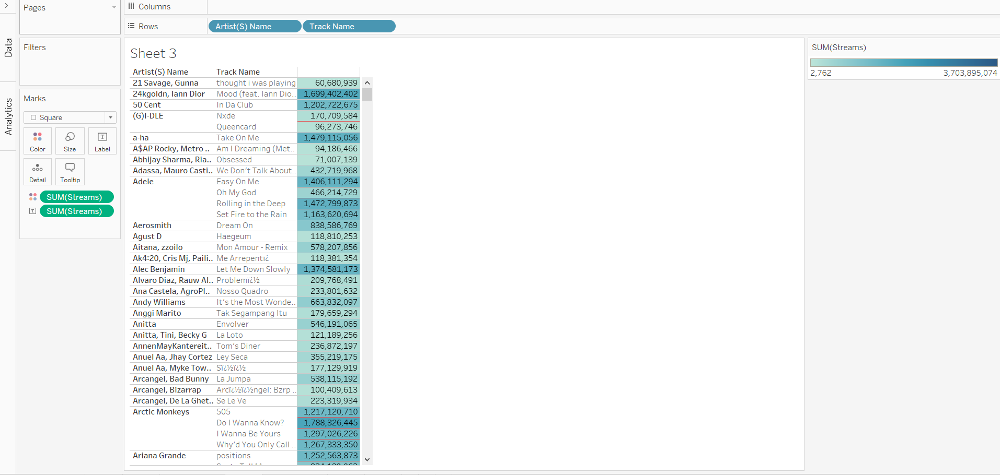 Pages
Columns
Rows
Artist(S) Name
Track Name
Data
Analytics
Filters
Marks
Square
Color
Size
Label
Detail
Tooltip
SUM(Streams)
SUM(Streams)
Sheet 3
Artist(S) Name Track Name
21 Savage, Gunna thought i was playing 60,680,939
24kgoldn, Iann Dior Mood (feat. Iann Dio.. 1,699,402,402
50 Cent In Da Club 1,202,722,675
(G)I-DLE Nxde 170,709,584
Queencard 96,273,746
a-ha Take On Me 1,479,115,056
A$AP Rocky, Metro .. Am I Dreaming (Met.. 94,186,466
Abhijay Sharma, Ria.. Obsessed 71,007,139
Adassa, Mauro Casti.. We Don't Talk About.. 432,719,968
Adele Easy On Me 1,406,111,294
Oh My God 466,214,729
Rolling in the Deep 1,472,799,873
Set Fire to the Rain 1,163,620,694
Aerosmith Dream On 838,586,769
Agust D Haegeum 118,810,253
Aitana, zzoilo Mon Amour - Remix 578,207,856
Ak4:20, Cris Mj, Paili.. Me Arrepentï¿ 118,381,354
Alec Benjamin Let Me Down Slowly 1,374,581,173
Alvaro Diaz, Rauw Al.. Problemï¿½ 209,768,491
Ana Castela, AgroPl.. Nosso Quadro 233,801,632
Andy Williams It's the Most Wonde.. 663,832,097
Anggi Marito Tak Segampang Itu 179,659,294
Anitta Envolver 546,191,065
Anitta, Tini, Becky G La Loto 121,189,256
AnnenMayKantereit.. Tom's Diner 236,872,197
Anuel Aa, Jhay Cortez Ley Seca 355,219,175
Anuel Aa, Myke Tow.. Sï¿½ï¿½ 177,129,919
Arcangel, Bad Bunny La Jumpa 538,115,192
Arcangel, Bizarrap Arcï¿½ï¿½ngel: Bzrp .. 100,409,613
Arcangel, De La Ghet.. Se Le Ve 223,319,934
Arctic Monkeys 505 1,217,120,710
Do I Wanna Know? 1,788,326,445
I Wanna Be Yours 1,297,026,226
Why'd You Only Call .. 1,267,333,350
Ariana Grande positions 1,252,563,873
SUM(Streams)
2,762 3,703,895,074